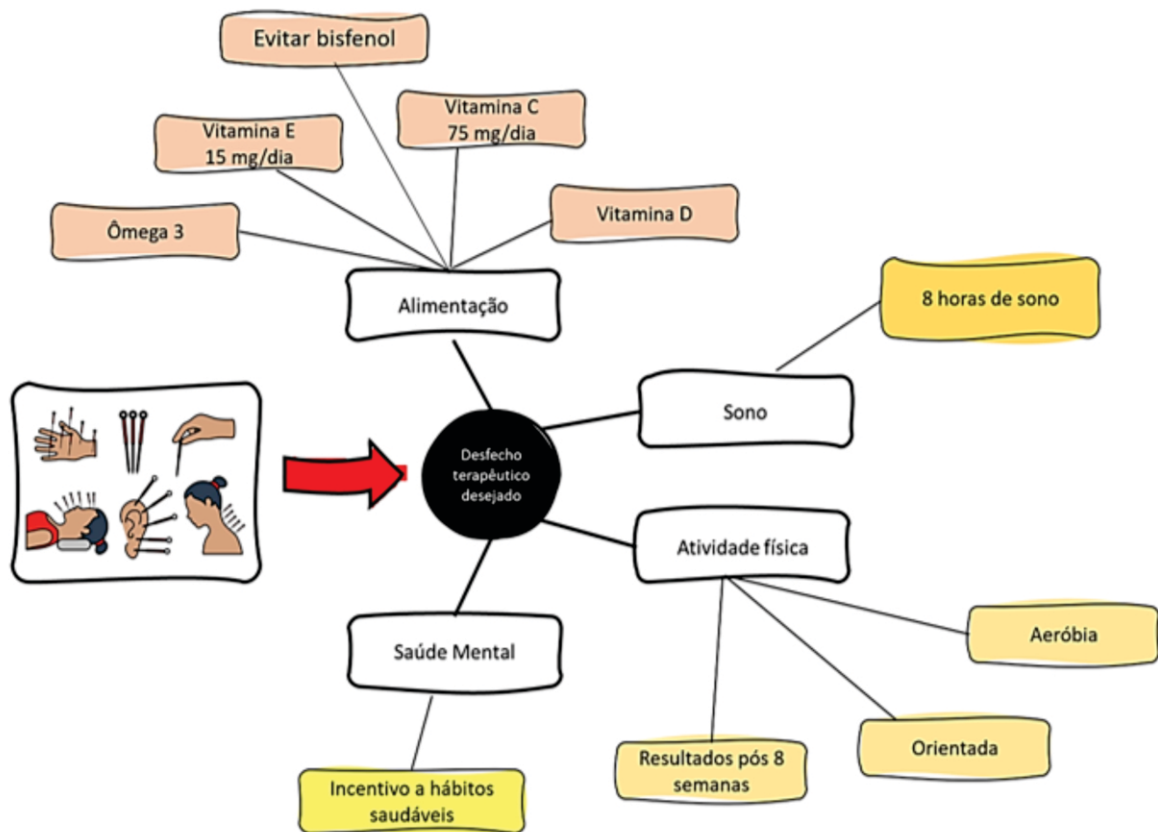 Evitar bisfenol
Vitamina C
75 mg/dia
Vitamina E
15 mg/dia
Vitamina D
Ômega 3
Alimentação
8 horas de sono
Sono
Desfecho
terapêutico
desejado
Atividade física
Aeróbia
Saúde Mental
Orientada
Resultados pós 8
semanas
Incentivo a hábitos
saudáveis